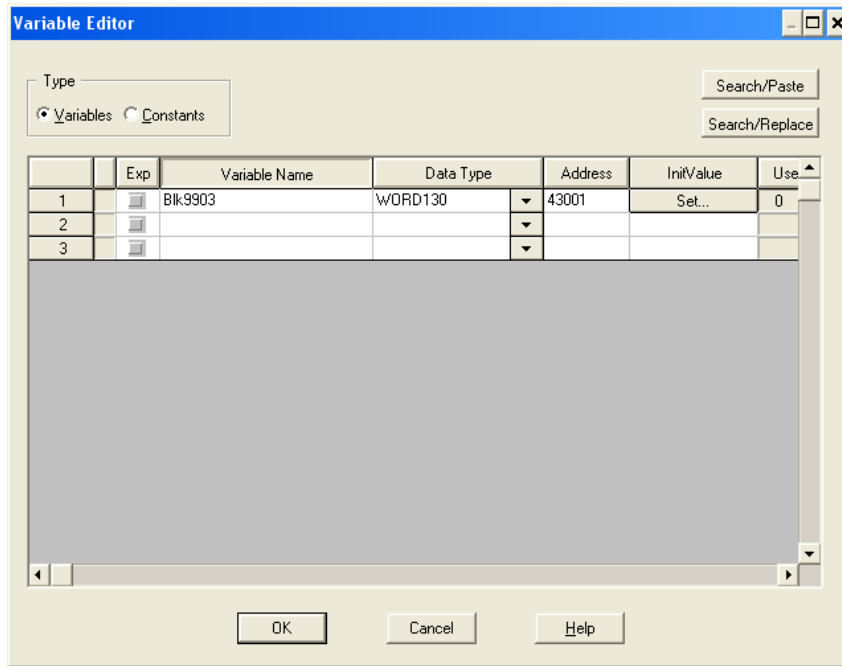 Variable Editor
Type
Variables Constants
Search/Paste
Search/Replace
Exp Variable Name Data Type Address InitValue Use
1 Blk9903 WORD130 43001 Set... 0
2
3
OK Cancel Help